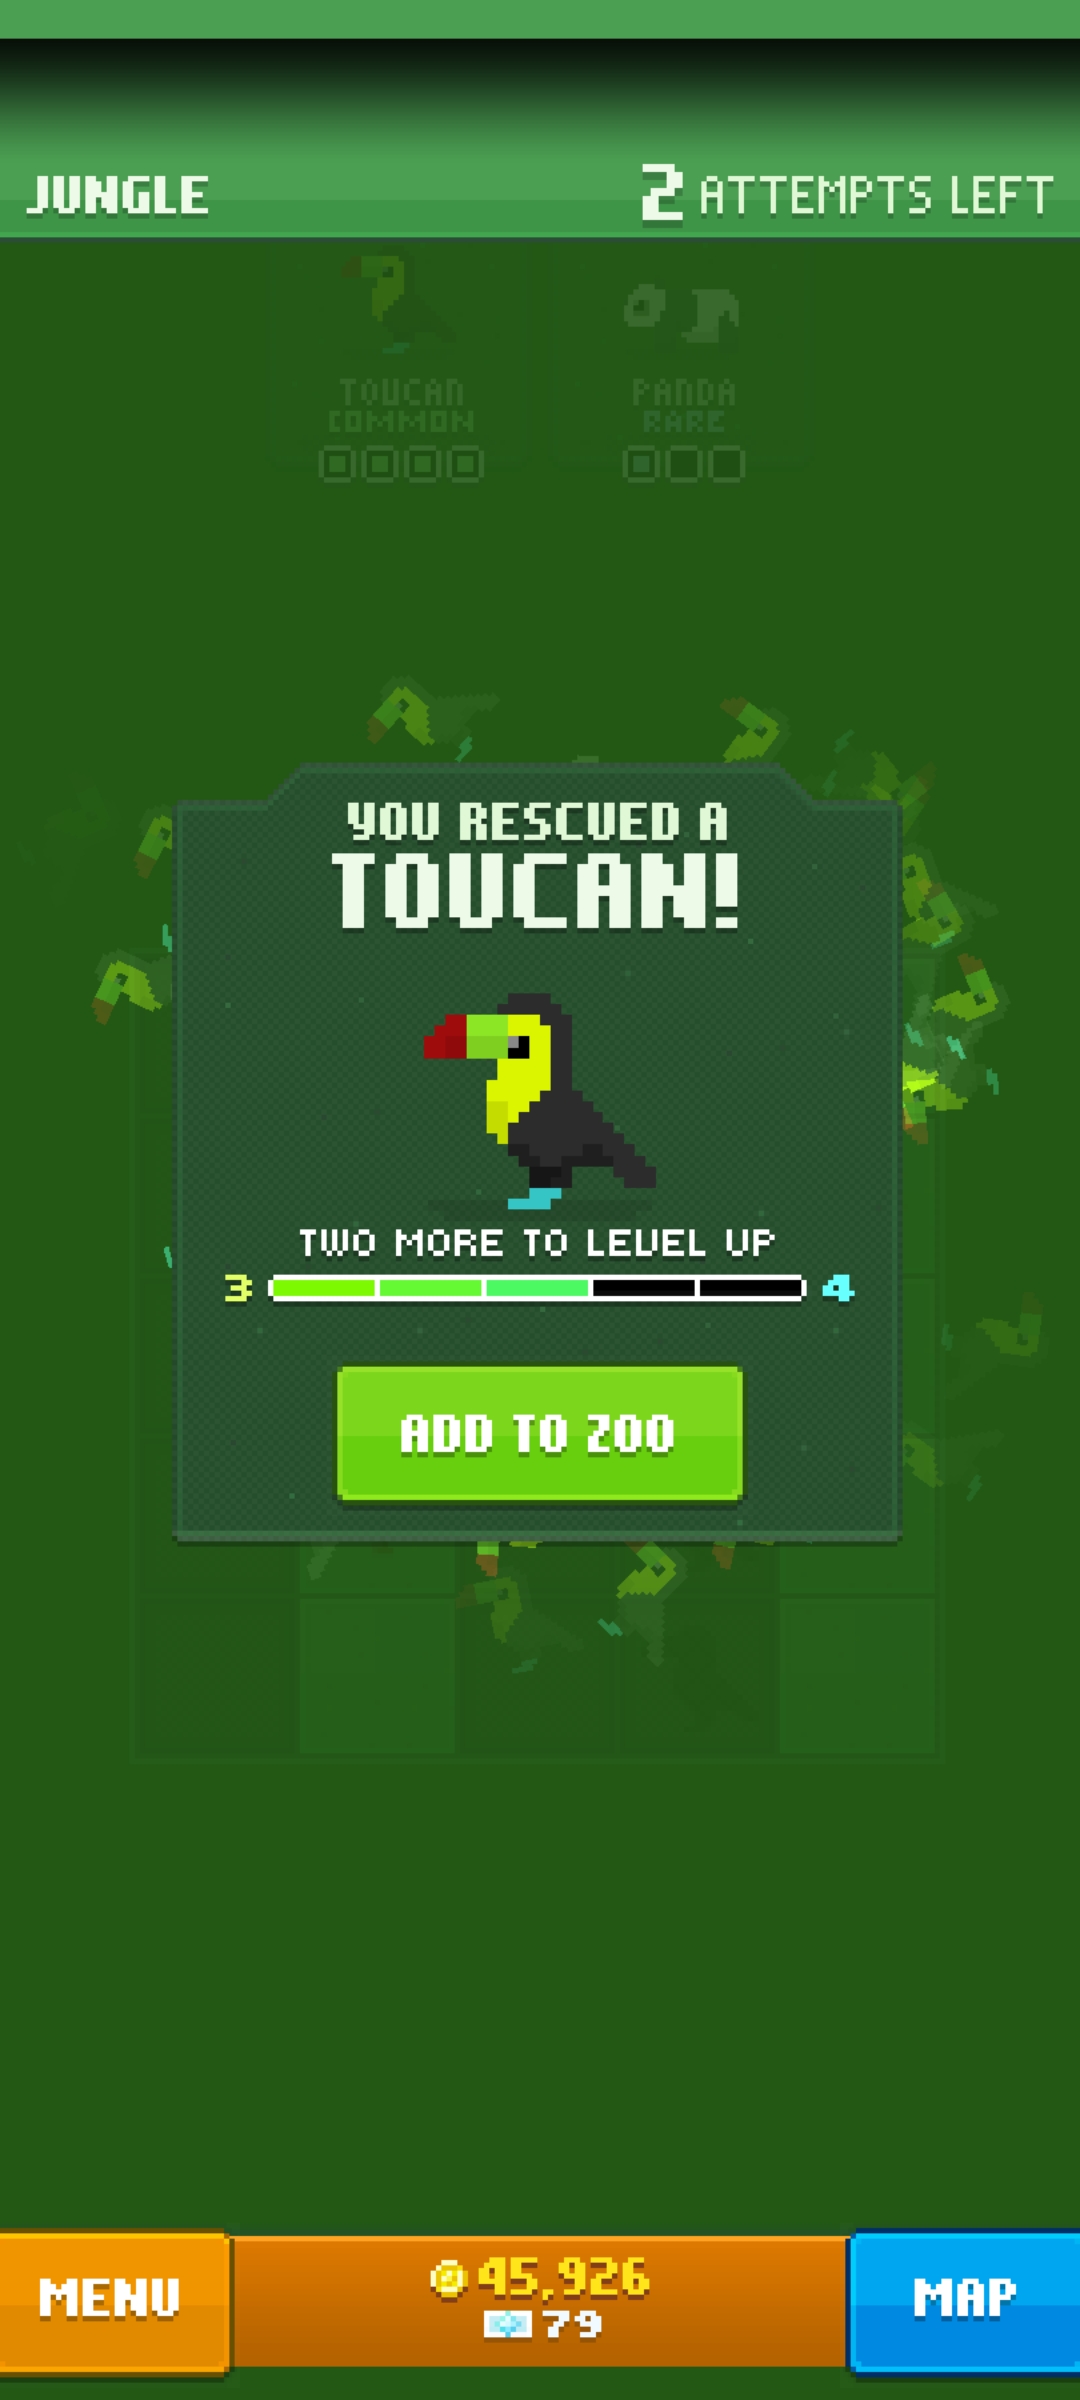 JUNGLE
2 ATTEMPTS LEFT
TOUCAN
COMMON
PANDA
RARE
YOU RESCUED A
TOUCAN!
TWO MORE TO LEVEL UP
3
4
ADD TO ZOO
MENU
45,926
79
MAP